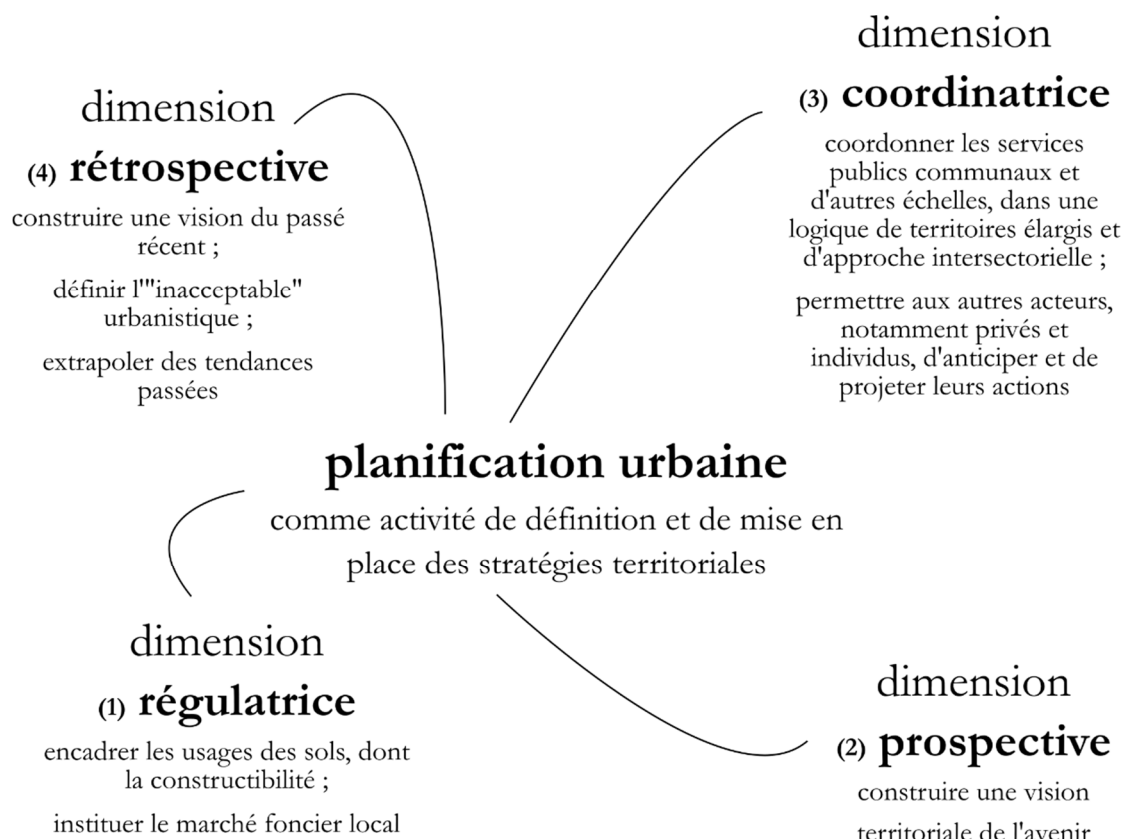 dimension
(4) rétrospective
construire une vision du passé
récent ;
définir l'"inacceptable"
urbanistique ;
extrapoler des tendances
passées
dimension
(3) coordinatrice
coordonner les services
publics communaux et
d'autres échelles, dans une
logique de territoires élargis et
d'approche intersectorielle ;
permettre aux autres acteurs,
notamment privés et
individus, d'anticiper et de
projeter leurs actions
planification urbaine
comme activité de définition et de mise en
place des stratégies territoriales
dimension
(1) régulatrice
encadrer les usages des sols, dont
la constructibilité ;
instituer le marché foncier local
dimension
(2) prospective
construire une vision
territoriale de l'avenir